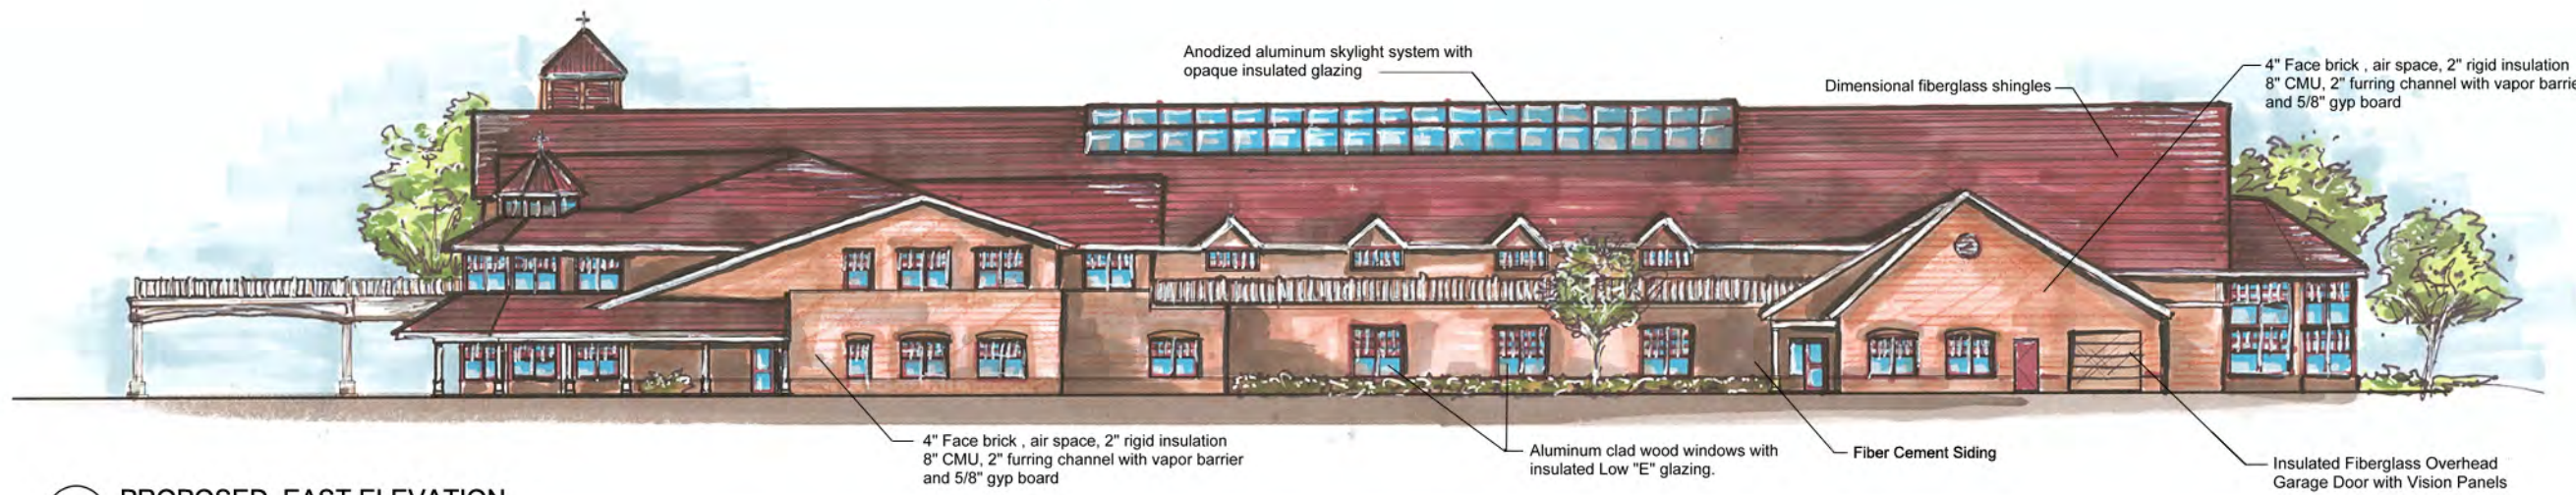 Anodized aluminum skylight system with
opaque insulated glazing
Dimensional fiberglass shingles
4" Face brick , air space, 2" rigid insulation
8" CMU, 2" furring channel with vapor barrie
and 5/8" gyp board
4" Face brick , air space, 2" rigid insulation
8" CMU, 2" furring channel with vapor barrier
and 5/8" gyp board
Aluminum clad wood windows with
insulated Low "E" glazing.
Fiber Cement Siding
Insulated Fiberglass Overhead
Garage Door with Vision Panels
PROPOSED EAST ELEVATION